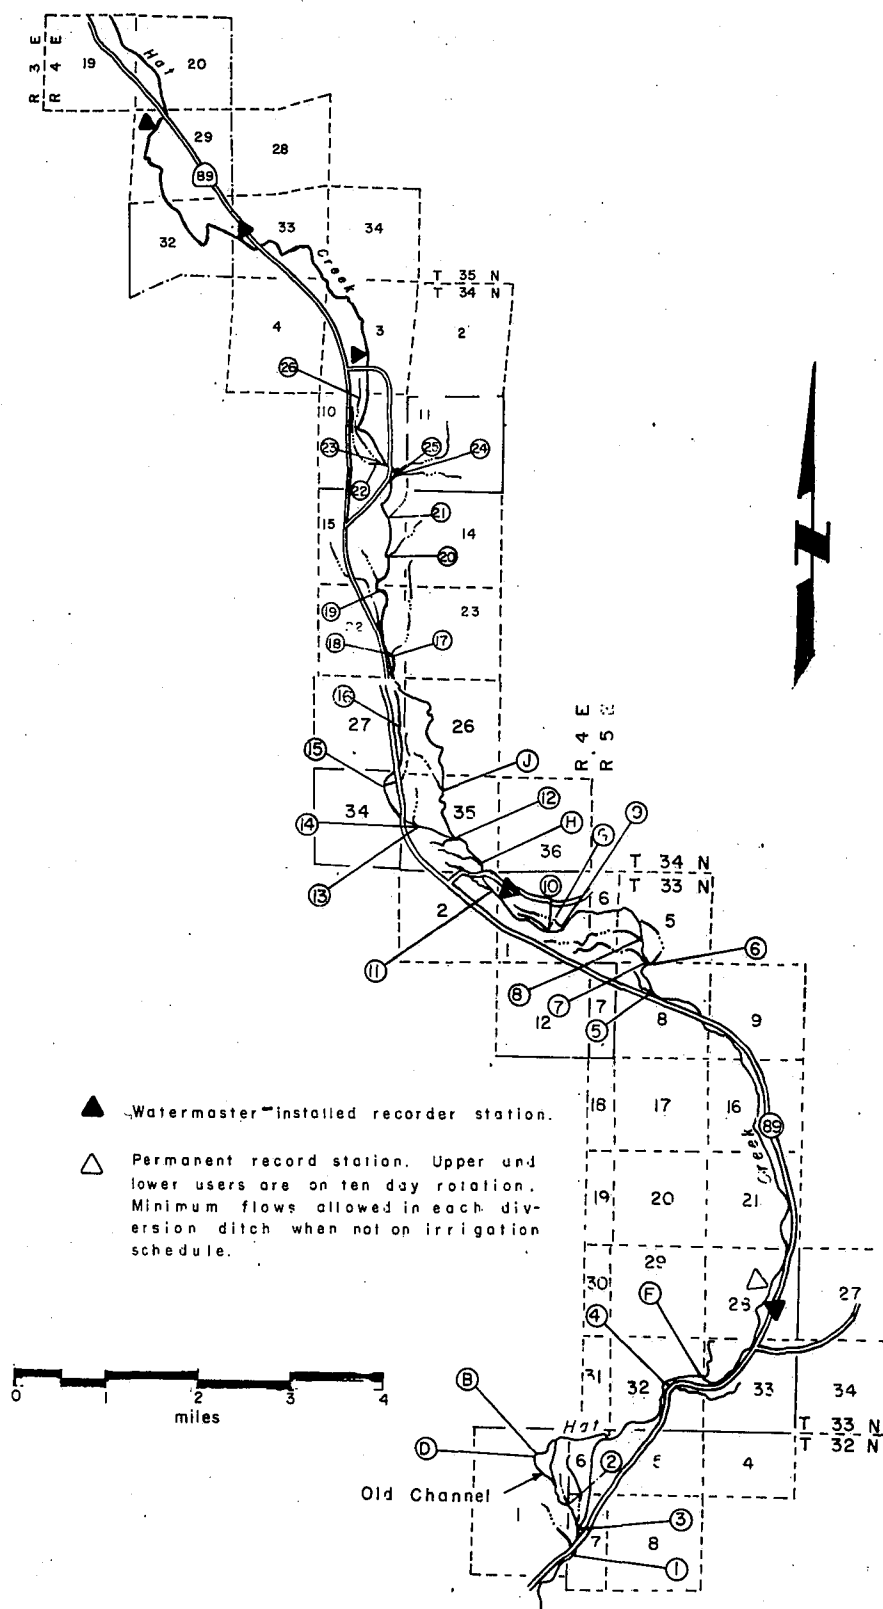 R 3 E
R 4 E
19
20
Hat
29
28
89
32
33
34
Creek
T 35 N
T 34 N
4
3
2
26
10
11
23
25
24
22
21
15
14
20
19
23
18
17
16
27
26
R 4 E
R 5 E
15
J
12
34
35
H
14
G
9
36
T 34 N
T 33 N
13
10
6
5
2
1
6
11
8
7
5
12
7
8
9
18
17
16
89
Creek
19
20
21
▲ Watermaster-installed recorder station.
△ Permanent record station. Upper and
lower users are on ten day rotation.
Minimum flows allowed in each div-
ersion ditch when not on irrigation
schedule.
30
29
28
27
F
4
31
32
33
34
0 1 2 3 4
miles
B
Hat
T 33 N
T 32 N
D
6
2
5
4
Old Channel
1
3
7
8
1